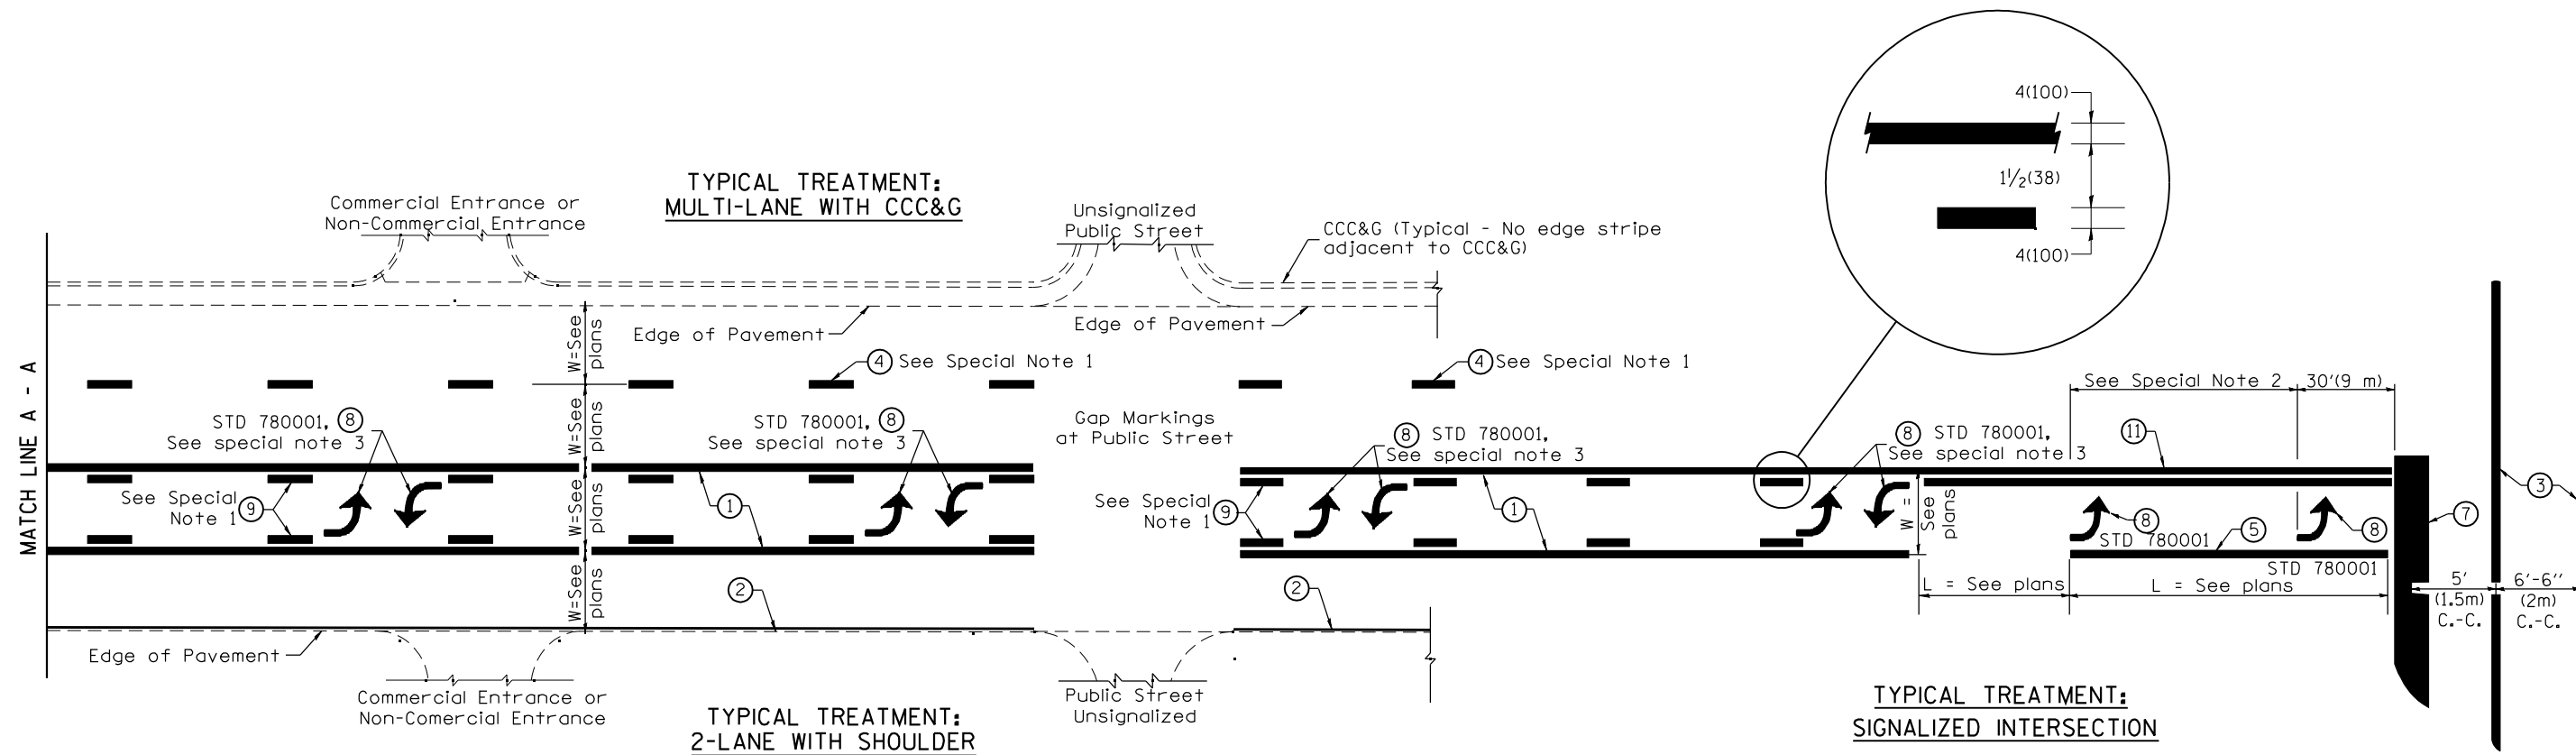 4(100)
1½(38)
4(100)
TYPICAL TREATMENT:
MULTI-LANE WITH CCC&G
Commercial Entrance or
Non-Commercial Entrance
Unsignalized
Public Street
CCC&G (Typical - No edge stripe
adjacent to CCC&G)
Edge of Pavement
Edge of Pavement
W=See
plans
4 See Special Note 1
4 See Special Note 1
MATCH LINE A - A
STD 780001, 8
See special note 3
W=See
plans
STD 780001, 8
See special note 3
Gap Markings
at Public Street
8 STD 780001,
See special note 3
8 STD 780001,
See special note 3
See Special Note 2
30'(9 m)
11
See Special
Note 1
9
W=See
plans
1
See Special
Note 1
9
1
W =
See
plans
8
STD 780001
5
8
7
3
STD 780001
W=See
plans
2
2
L = See plans
L = See plans
5'
(1.5m)
C.-C.
6'-6''
(2m)
C.-C.
Edge of Pavement
Commercial Entrance or
Non-Comercial Entrance
Public Street
Unsignalized
TYPICAL TREATMENT:
2-LANE WITH SHOULDER
TYPICAL TREATMENT:
SIGNALIZED INTERSECTION